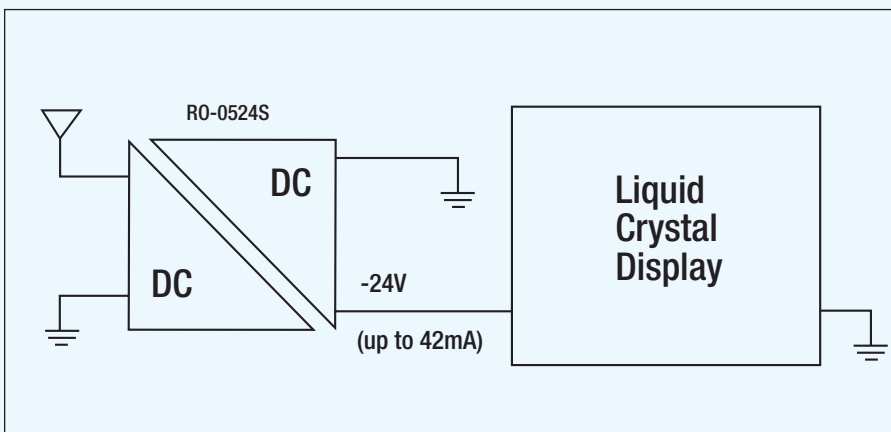 RO-0524S
DC
DC
-24V
(up to 42mA)
Liquid
Crystal
Display